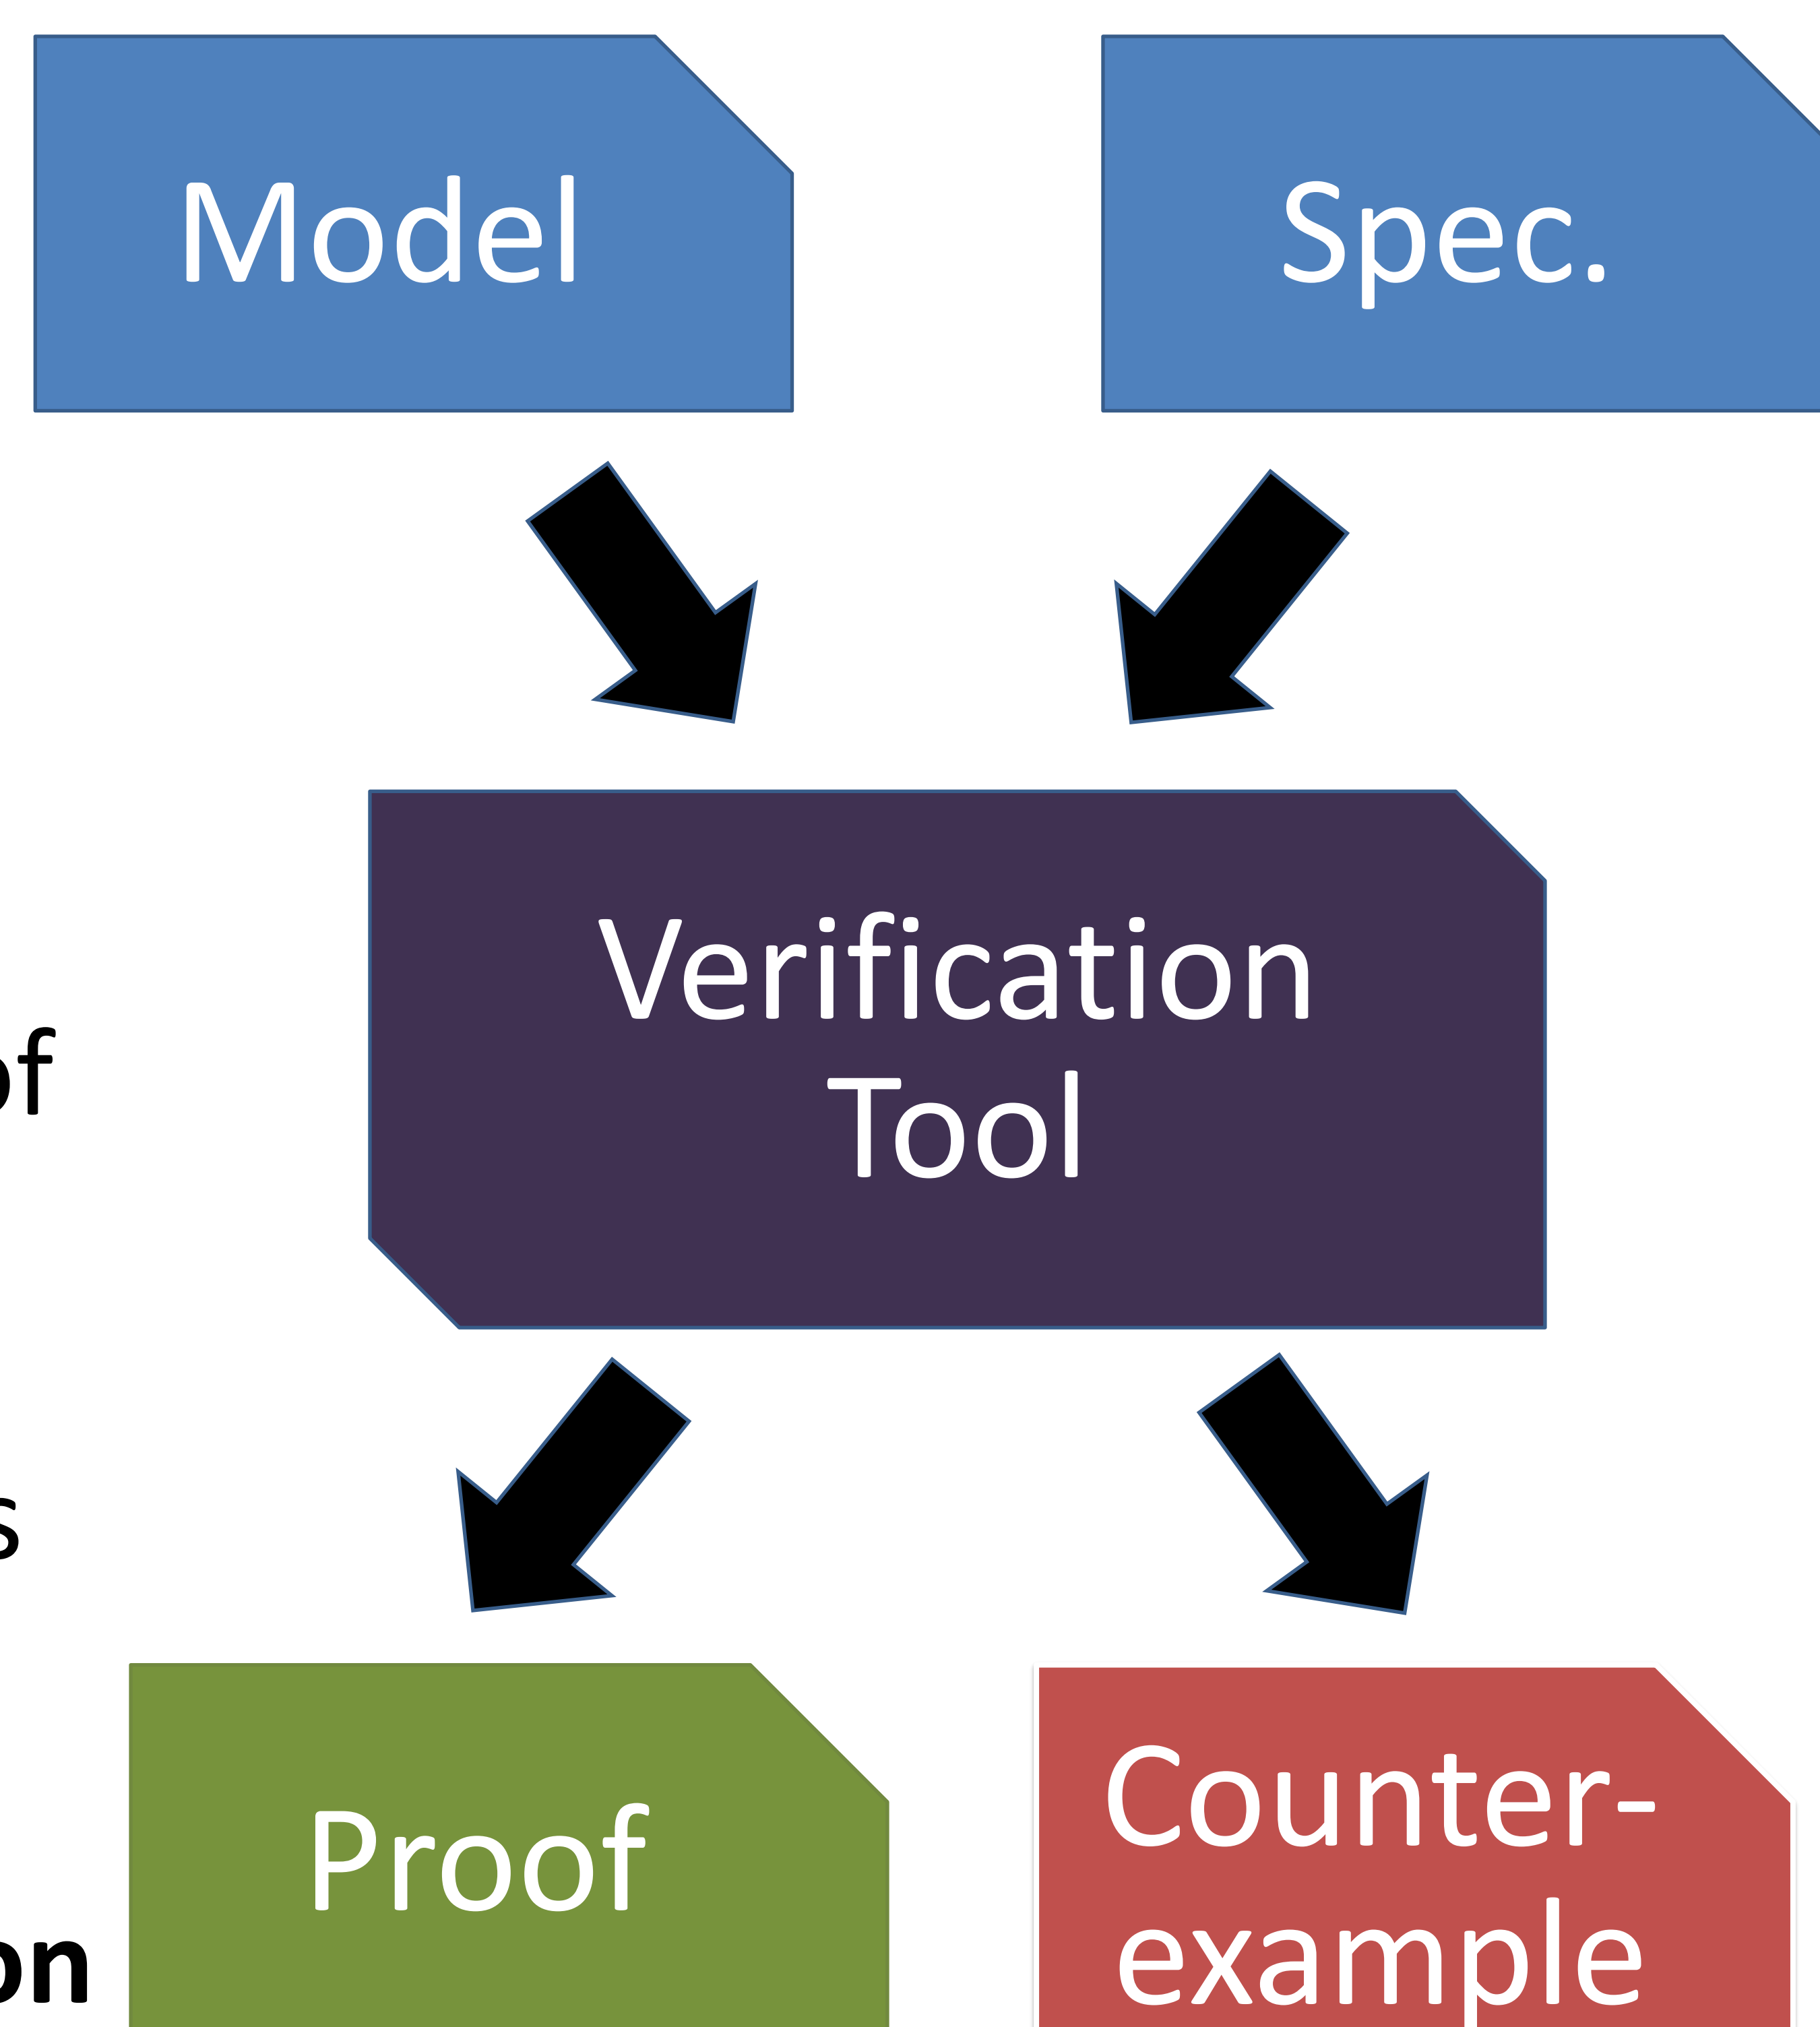 Model
Spec.
Verification
Tool
Proof
Counter-
example